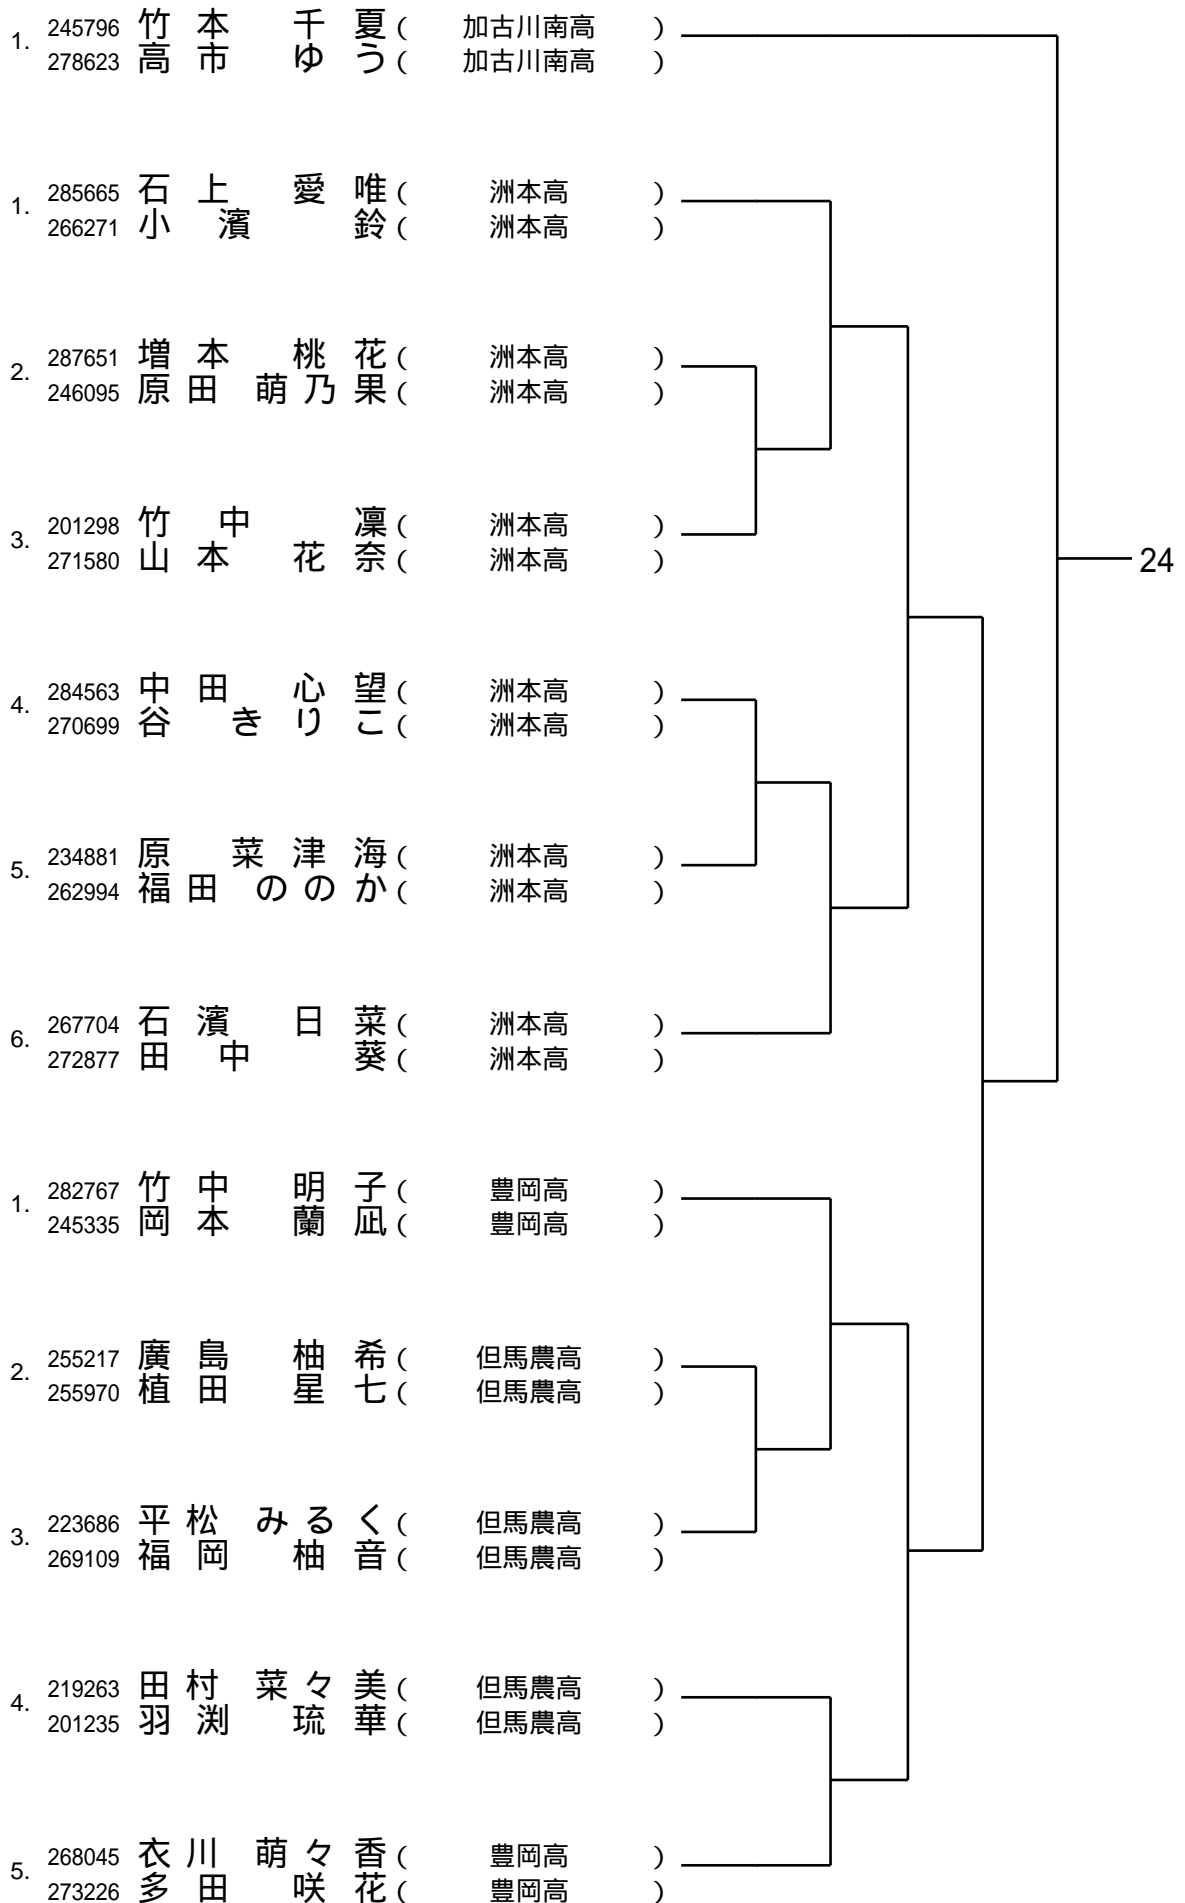 1. 245796 竹本 千夏 ( 加古川南高 )
278623 高市 ゆう ( 加古川南高 )
1. 285665 石上 愛唯 ( 洲本高 )
266271 小濱 鈴 ( 洲本高 )
2. 287651 増本 桃花 ( 洲本高 )
246095 原田 萌乃果 ( 洲本高 )
3. 201298 竹中 凜 ( 洲本高 )
271580 山本 花奈 ( 洲本高 )
24
4. 284563 中田 心望 ( 洲本高 )
270699 谷 きりこ ( 洲本高 )
5. 234881 原 菜津海 ( 洲本高 )
262994 福田 ののか ( 洲本高 )
6. 267704 石濱 日菜 ( 洲本高 )
272877 田中 葵 ( 洲本高 )
1. 282767 竹中 明子 ( 豊岡高 )
245335 岡本 蘭凪 ( 豊岡高 )
2. 255217 廣島 柚希 ( 但馬農高 )
255970 植田 星七 ( 但馬農高 )
3. 223686 平松 みるく ( 但馬農高 )
269109 福岡 柚音 ( 但馬農高 )
4. 219263 田村 菜々美 ( 但馬農高 )
201235 羽渕 琉華 ( 但馬農高 )
5. 268045 衣川 萌々香 ( 豊岡高 )
273226 多田 咲花 ( 豊岡高 )